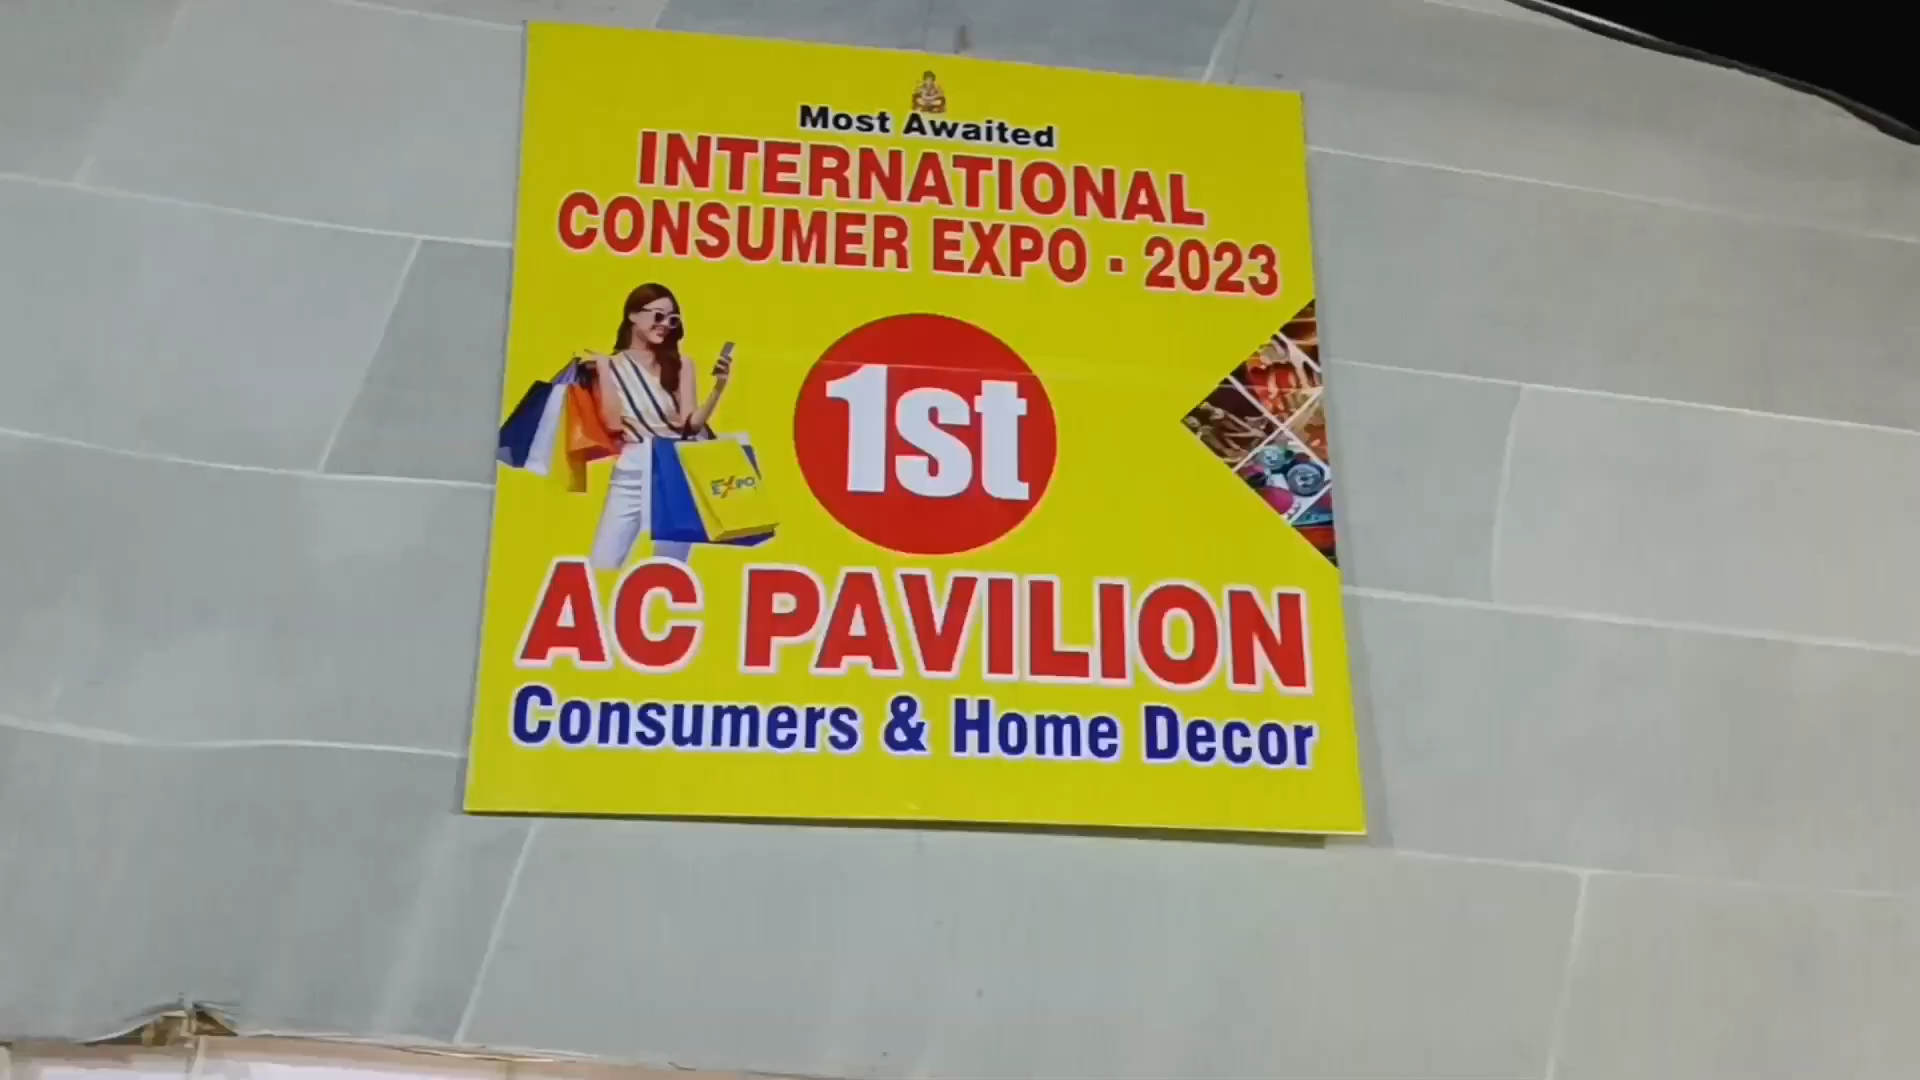 Most Awaited
INTERNATIONAL
CONSUMER EXPO - 2023
1st
EXPO
AC PAVILION
Consumers & Home Decor